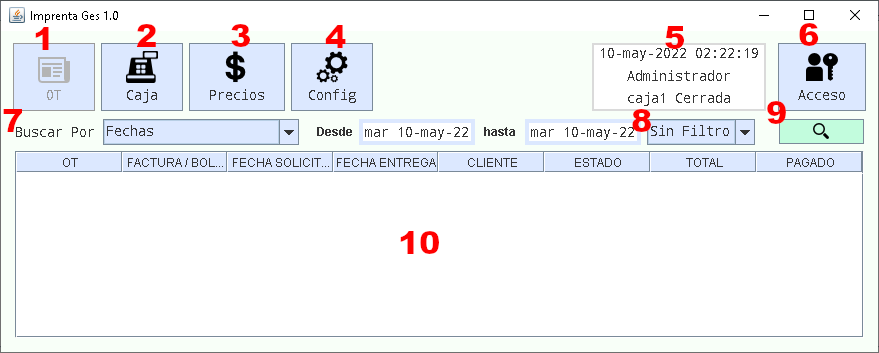 Imprenta Ges 1.0
1 2 3 4 5 6
10-may-2022 02:22:19
Administrador
caja1 Cerrada
OT Caja Precios Config Acceso
7 8 9
Buscar Por Fechas Desde mar 10-may-22 hasta mar 10-may-22 Sin Filtro
OT FACTURA / BOL... FECHA SOLICIT... FECHA ENTREGA CLIENTE ESTADO TOTAL PAGADO
10